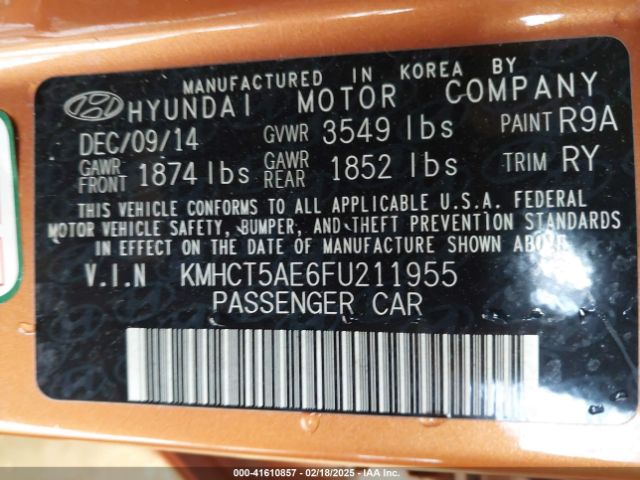 MANUFACTURED IN KOREA BY
HYUNDAI MOTOR COMPANY
DEC/09/14 GVWR 3549 lbs PAINT R9A
GAWR FRONT 1874 lbs GAWR REAR 1852 lbs TRIM RY
THIS VEHICLE CONFORMS TO ALL APPLICABLE U.S.A. FEDERAL
MOTOR VEHICLE SAFETY, BUMPER, AND THEFT PREVENTION STANDARDS
IN EFFECT ON THE DATE OF MANUFACTURE SHOWN ABOVE.
V.I.N KMHCT5AE6FU211955
PASSENGER CAR
000-41610857 - 02/18/2025 - IAAI.COM